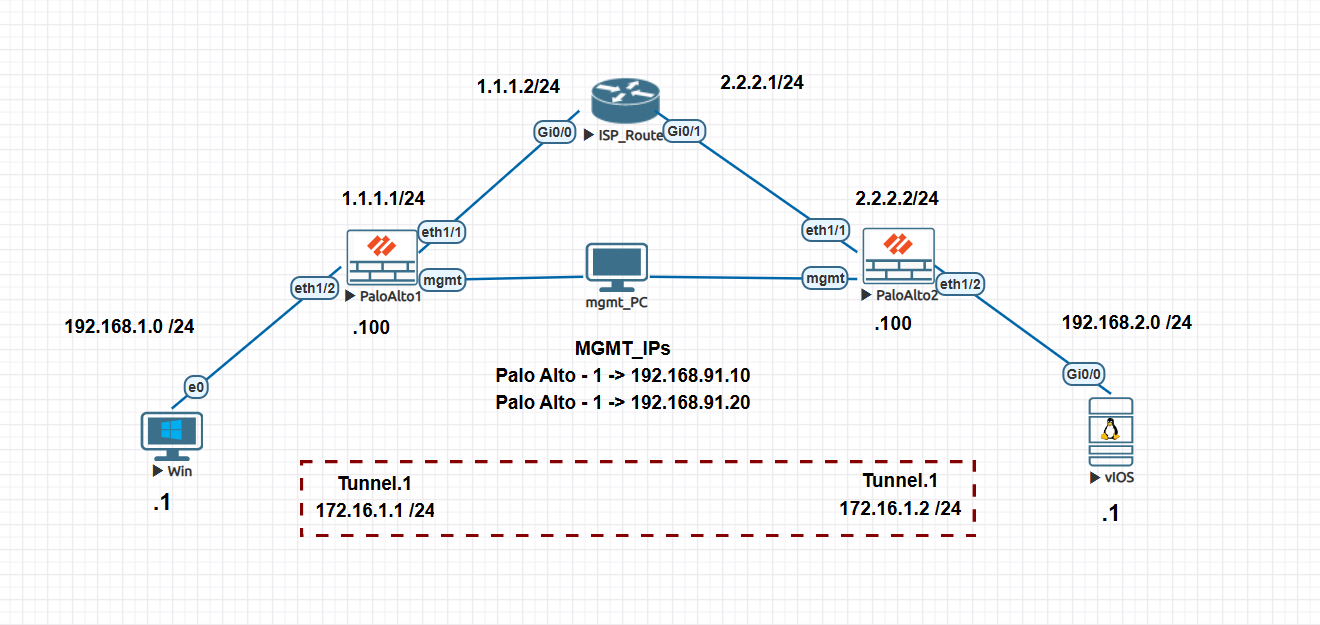 1.1.1.2/24
2.2.2.1/24
Gi0/0
ISP_Route
Gi0/1
1.1.1.1/24
2.2.2.2/24
eth1/1
eth1/1
mgmt
mgmt
eth1/2
PaloAlto1
mgmt_PC
PaloAlto2
eth1/2
192.168.1.0 /24
.100
.100
192.168.2.0 /24
MGMT_IPs
Palo Alto - 1 -> 192.168.91.10
Palo Alto - 1 -> 192.168.91.20
e0
Gi0/0
Win
.1
vIOS
.1
Tunnel.1
172.16.1.1 /24
Tunnel.1
172.16.1.2 /24